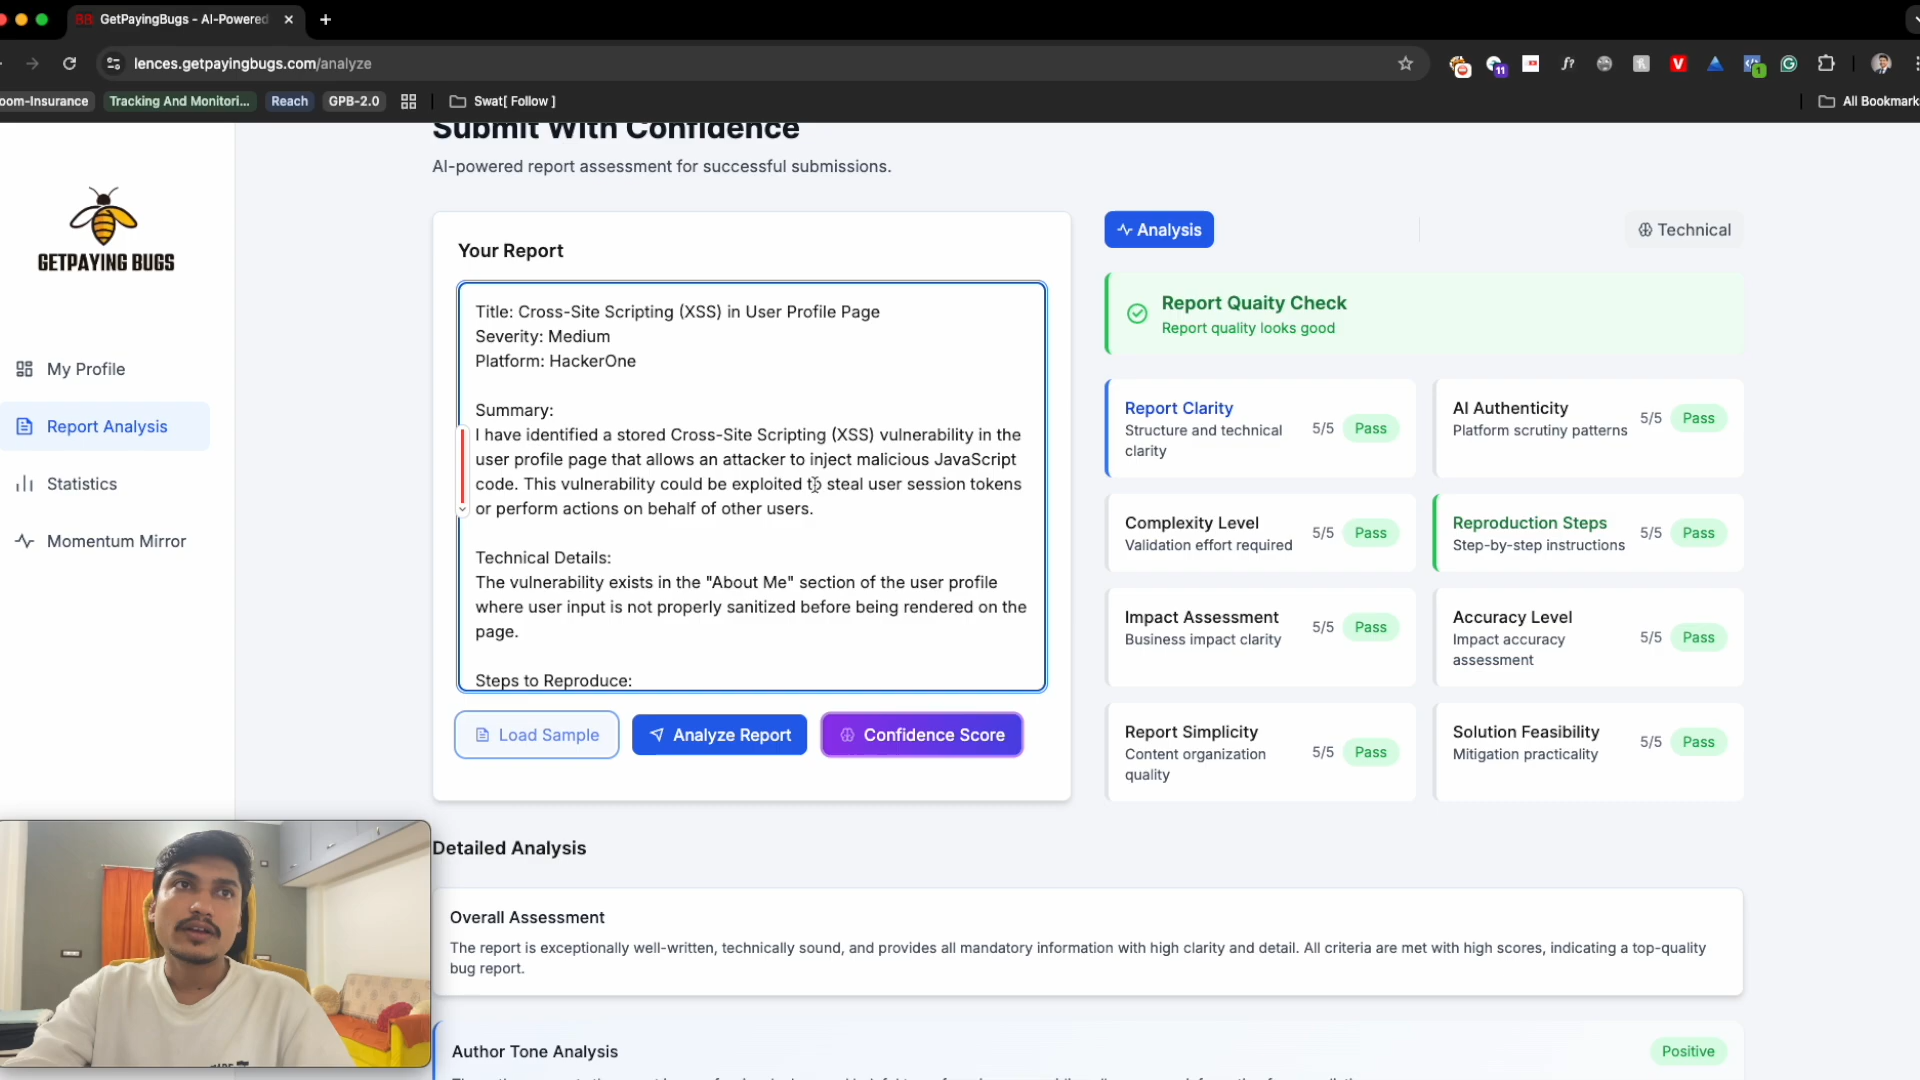 GetPayingBugs - AI-Powered
lences.getpayingbugs.com/analyze
11
1
oom-Insurance
Tracking And Monitori...
Reach
GPB-2.0
Swat[ Follow ]
All Bookmark
Submit With Confidence
AI-powered report assessment for successful submissions.
GETPAYING BUGS
My Profile
Report Analysis
Statistics
Momentum Mirror
Your Report
Title: Cross-Site Scripting (XSS) in User Profile Page
Severity: Medium
Platform: HackerOne
Summary:
I have identified a stored Cross-Site Scripting (XSS) vulnerability in the
user profile page that allows an attacker to inject malicious JavaScript
code. This vulnerability could be exploited to steal user session tokens
or perform actions on behalf of other users.
Technical Details:
The vulnerability exists in the "About Me" section of the user profile
where user input is not properly sanitized before being rendered on the
page.
Steps to Reproduce:
Load Sample
Analyze Report
Confidence Score
Analysis
Technical
Report Quaity Check
Report quality looks good
Report Clarity
Structure and technical
clarity
5/5 Pass
AI Authenticity
Platform scrutiny patterns
5/5 Pass
Complexity Level
Validation effort required
5/5 Pass
Reproduction Steps
Step-by-step instructions
5/5 Pass
Impact Assessment
Business impact clarity
5/5 Pass
Accuracy Level
Impact accuracy
assessment
5/5 Pass
Report Simplicity
Content organization
quality
5/5 Pass
Solution Feasibility
Mitigation practicality
5/5 Pass
Detailed Analysis
Overall Assessment
The report is exceptionally well-written, technically sound, and provides all mandatory information with high clarity and detail. All criteria are met with high scores, indicating a top-quality
bug report.
Author Tone Analysis
Positive